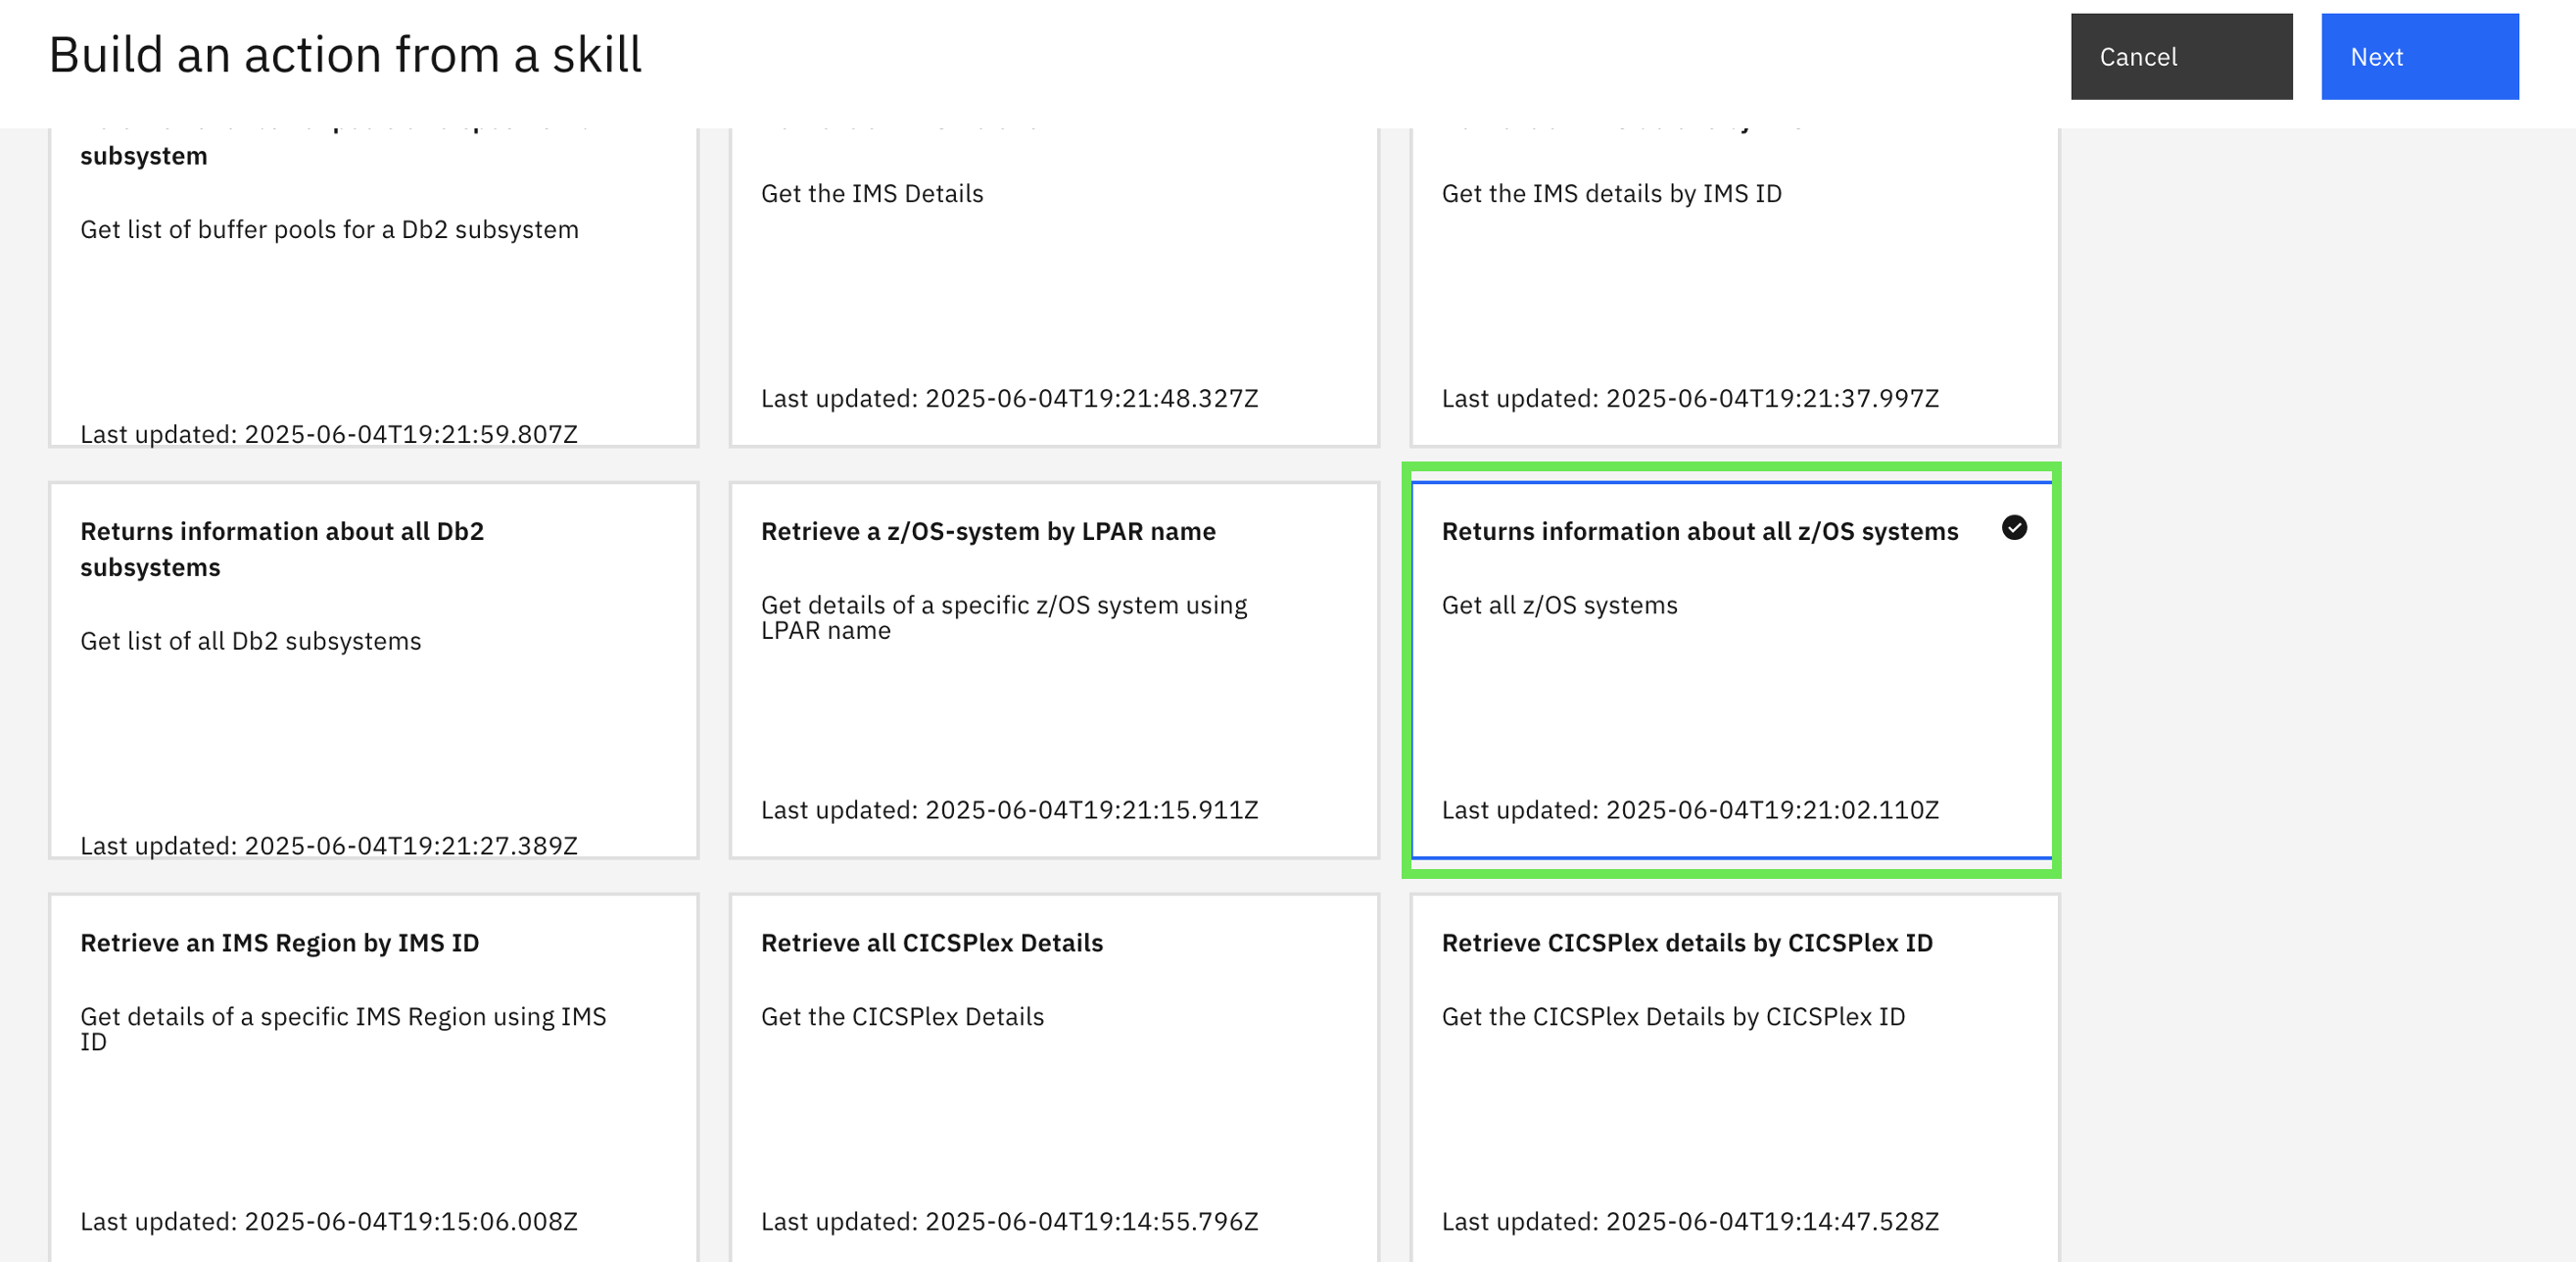 Build an action from a skill
Cancel
Next
subsystem
Get list of buffer pools for a Db2 subsystem
Last updated: 2025-06-04T19:21:59.807Z
Get the IMS Details
Last updated: 2025-06-04T19:21:48.327Z
Get the IMS details by IMS ID
Last updated: 2025-06-04T19:21:37.997Z
Returns information about all Db2
subsystems
Get list of all Db2 subsystems
Last updated: 2025-06-04T19:21:27.389Z
Retrieve a z/OS-system by LPAR name
Get details of a specific z/OS system using
LPAR name
Last updated: 2025-06-04T19:21:15.911Z
Returns information about all z/OS systems
Get all z/OS systems
Last updated: 2025-06-04T19:21:02.110Z
Retrieve an IMS Region by IMS ID
Get details of a specific IMS Region using IMS
ID
Last updated: 2025-06-04T19:15:06.008Z
Retrieve all CICSPlex Details
Get the CICSPlex Details
Last updated: 2025-06-04T19:14:55.796Z
Retrieve CICSPlex details by CICSPlex ID
Get the CICSPlex Details by CICSPlex ID
Last updated: 2025-06-04T19:14:47.528Z